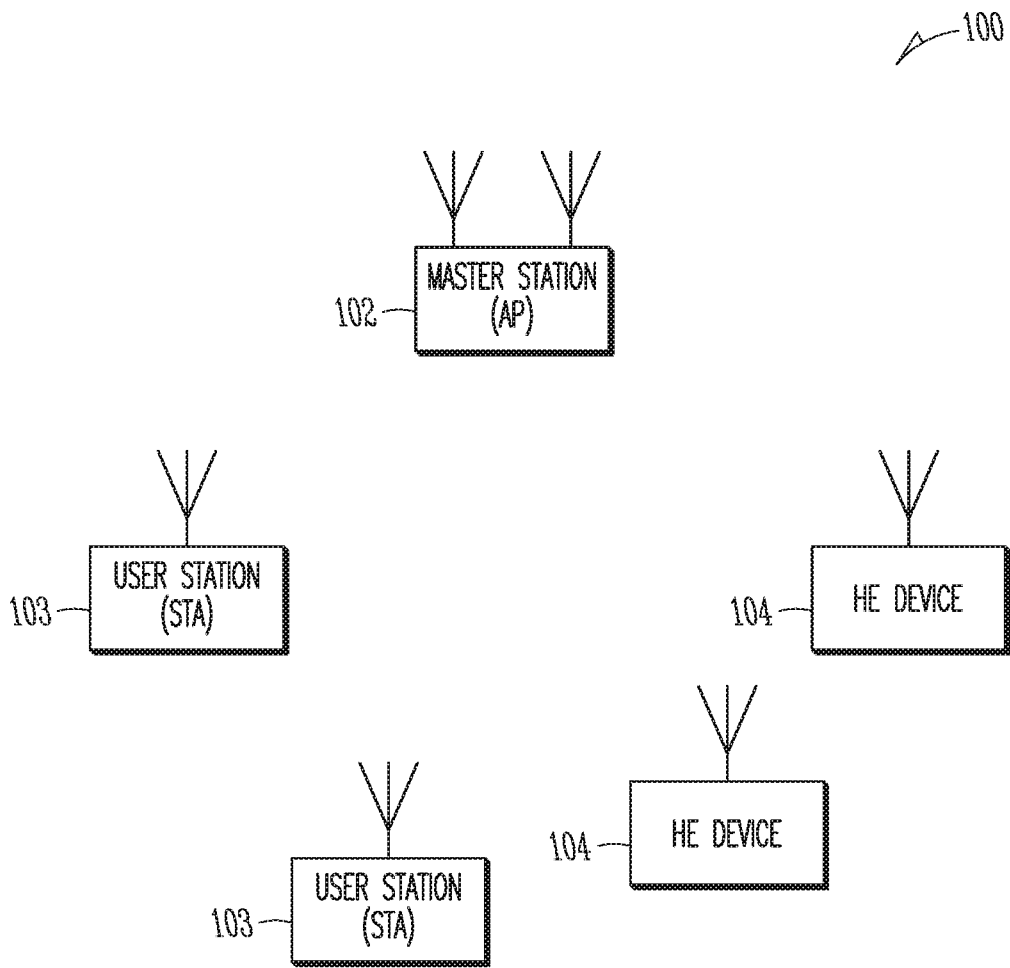 100
MASTER STATION
(AP)
102
USER STATION
(STA)
103
HE DEVICE
104
HE DEVICE
104
USER STATION
(STA)
103